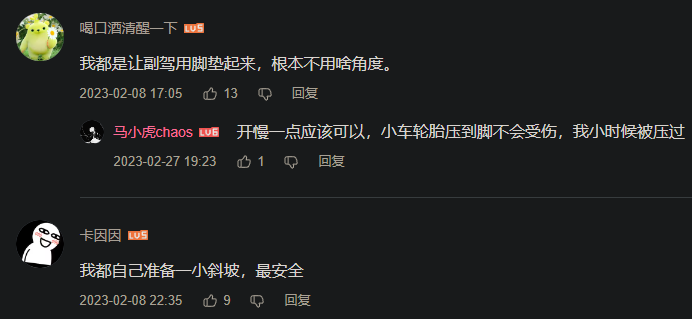 喝口酒清醒一下 LV5
我都是让副驾用脚垫起来，根本不用啥角度。
2023-02-08 17:05 13 回复
马小虎chaos LV6 开慢一点应该可以，小车轮胎压到脚不会受伤，我小时候被压过
2023-02-27 19:23 1 回复
卡因因 LV5
我都自己准备一小斜坡，最安全
2023-02-08 22:35 9 回复